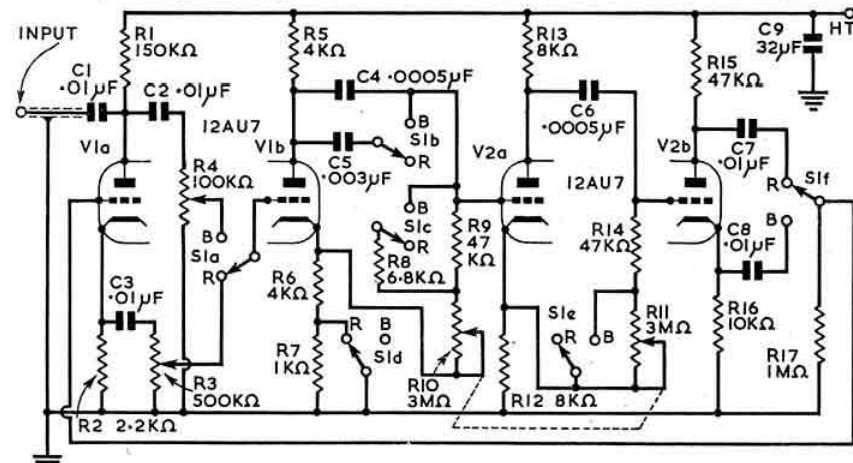 INPUT
C1
·01μF
R1
150KΩ
C2
·01μF
R5
4KΩ
C4 ·0005μF
R13
8KΩ
C6
·0005μF
R15
47KΩ
C9
32μF
HT
V1a
12AU7
V1b
C5
·003μF
B
S1b
R
V2a
12AU7
V2b
C7
·01μF
R
S1f
B
R4
100KΩ
B
S1a
R
B
S1c
R
R8
6·8KΩ
R9
47
KΩ
R14
47KΩ
C8
·01μF
C3
·01μF
R6
4KΩ
R7
1KΩ
B
S1d
R
R10
3MΩ
S1e
R
B
R11
3MΩ
R16
10KΩ
R17
1MΩ
R2
2·2KΩ
R3
500KΩ
R12
8KΩ